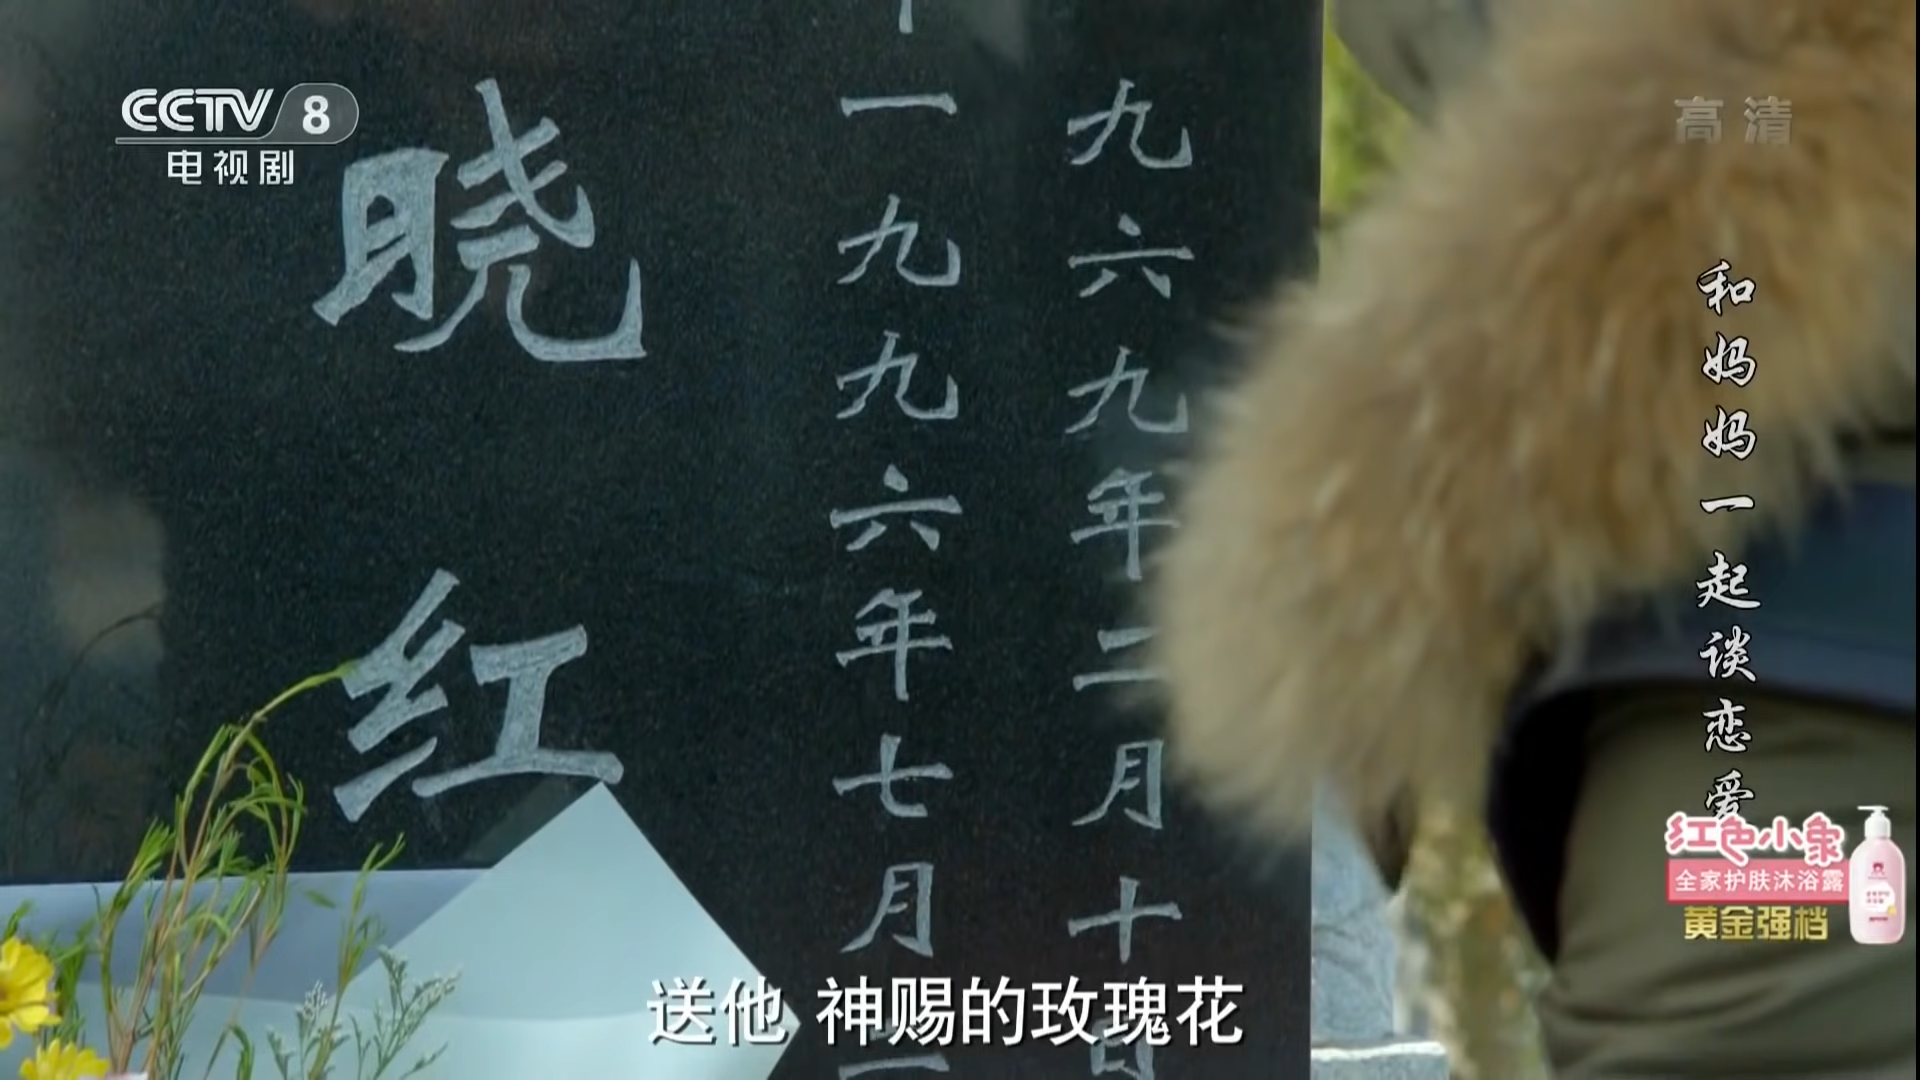 CCTV 8
电视剧
高清
九六九年二月十日
一九九六年七月二
晓红
和妈妈一起谈恋爱
红色小象
全家护肤沐浴露
黄金强档
送他 神赐的玫瑰花